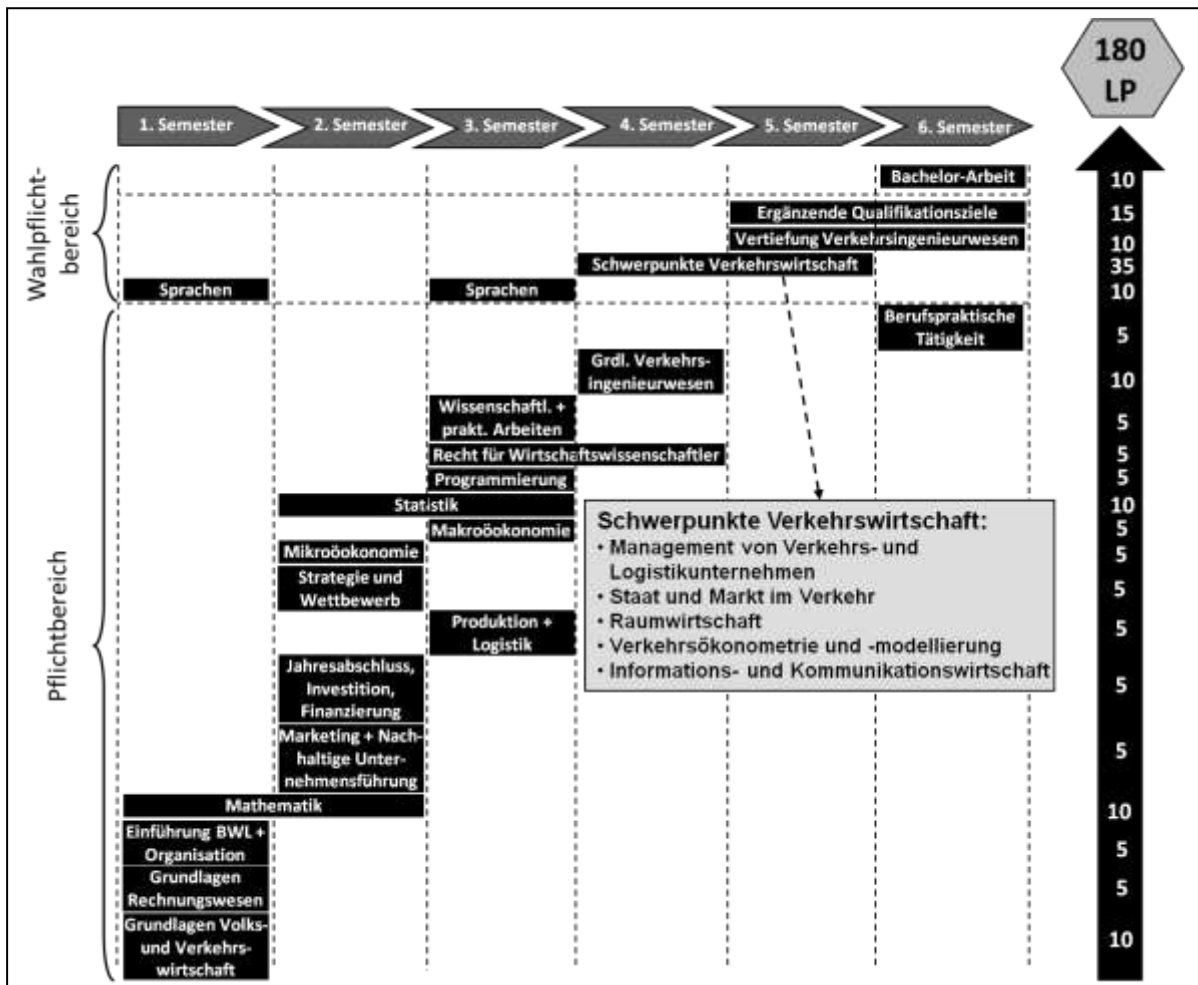 180
LP
1. Semester
2. Semester
3. Semester
4. Semester
5. Semester
6. Semester
Wahlpflicht-
bereich
Bachelor-Arbeit
10
Ergänzende Qualifikationsziele
15
Vertiefung Verkehrsingenieurwesen
10
Schwerpunkte Verkehrswirtschaft
35
Sprachen
Sprachen
10
Pflichtbereich
Berufspraktische
Tätigkeit
5
Grdl. Verkehrs-
ingenieurwesen
10
Wissenschaftl. +
prakt. Arbeiten
5
Recht für Wirtschaftswissenschaftler
5
Programmierung
5
Statistik
10
Makroöokonomie
5
Mikroöokonomie
5
Strategie und
Wettbewerb
5
Produktion +
Logistik
5
Jahresabschluss,
Investition,
Finanzierung
5
Marketing + Nach-
haltige Unter-
nehmensführung
5
Mathematik
10
Einführung BWL +
Organisation
5
Grundlagen
Rechnungswesen
5
Grundlagen Volks-
und Verkehrs-
wirtschaft
10
Schwerpunkte Verkehrswirtschaft:
• Management von Verkehrs- und
Logistikunternehmen
• Staat und Markt im Verkehr
• Raumwirtschaft
• Verkehrsökonometrie und -modellierung
• Informations- und Kommunikationswirtschaft